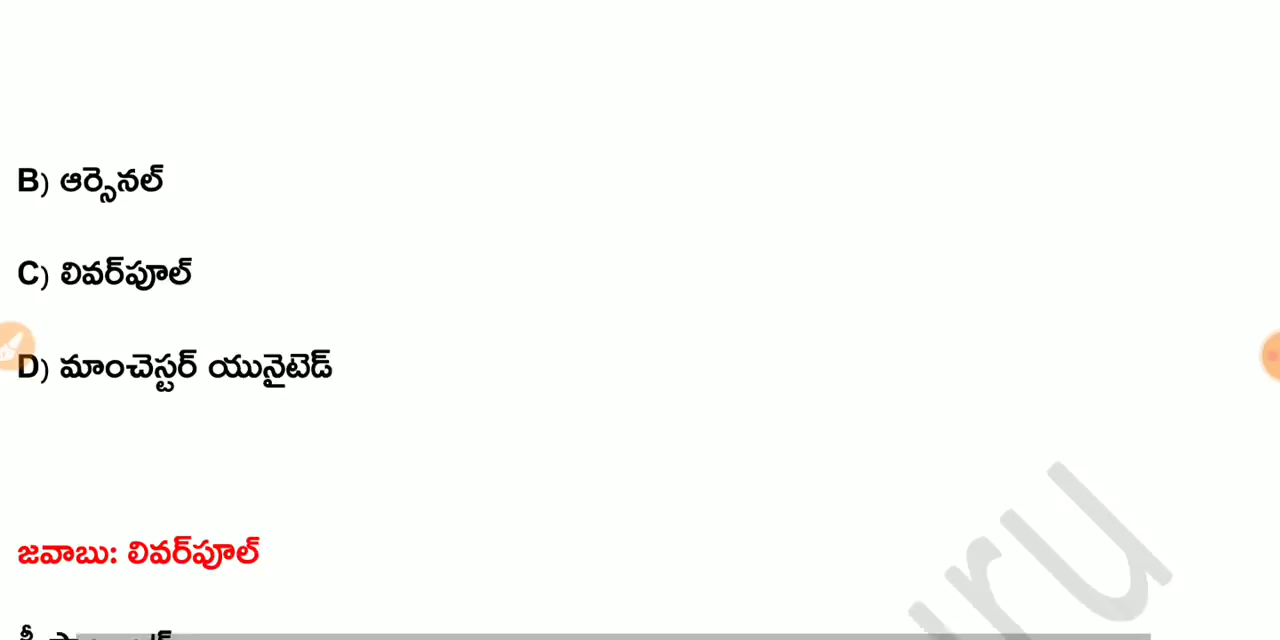 B) ఆర్సెనల్
C) లివర్‌పూల్
D) మాంచెస్టర్ యునైటెడ్
జవాబు: లివర్‌పూల్